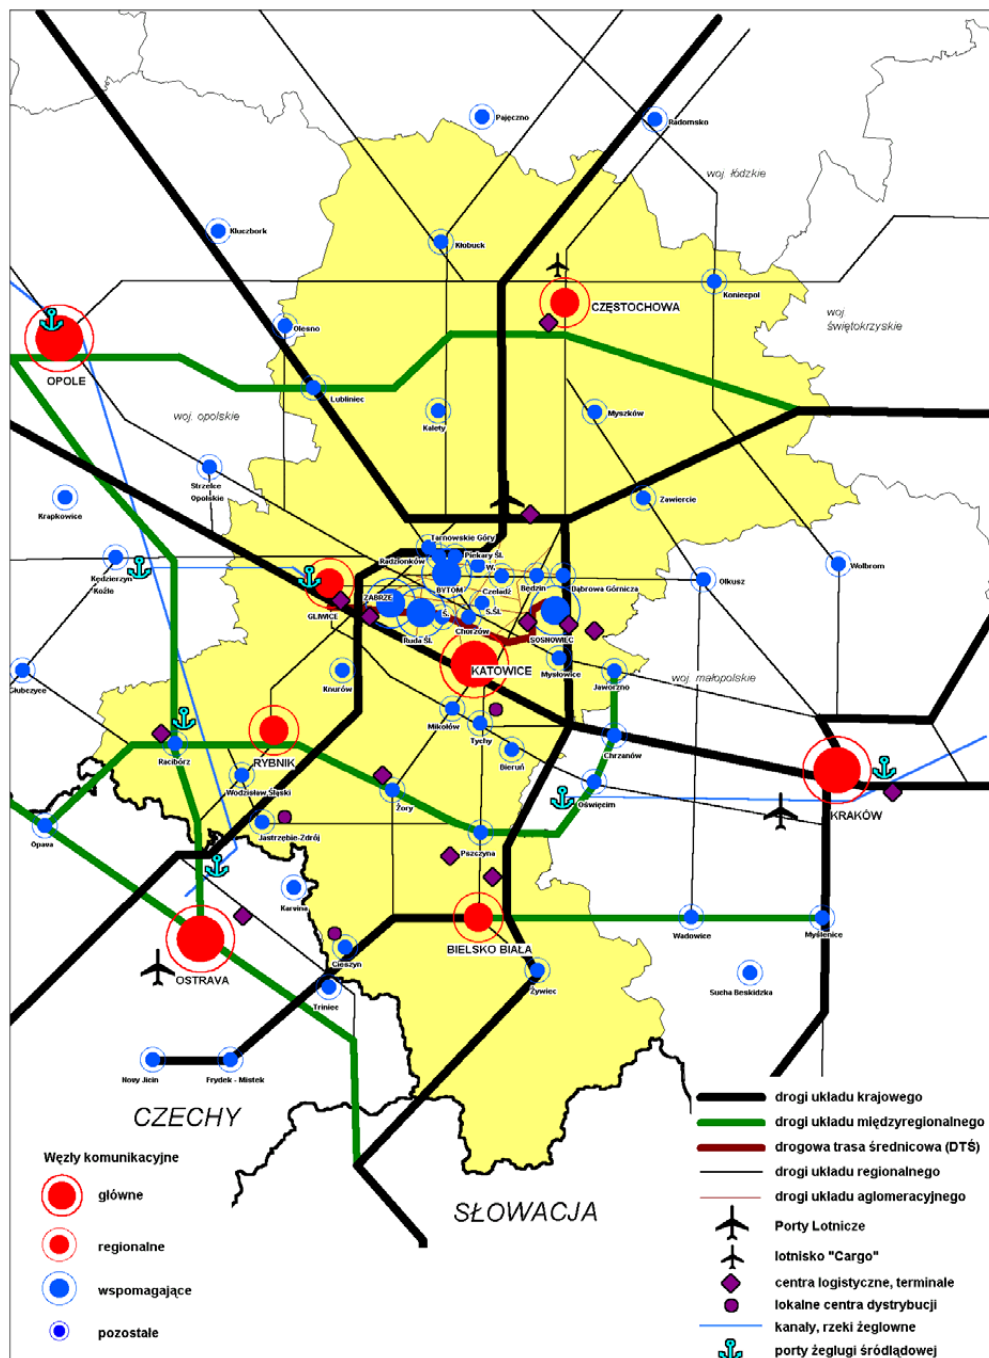 Pajęczno
Radomsko
woj. łódzkie
Kluczbork
Kłobuck
Koniecpol
CZĘSTOCHOWA
woj.
świętokrzyskie
Olesno
OPOLE
Lubliniec
woj. opolskie
Kalety
Myszków
Strzelce
Opolskie
Krapkowice
Zawiercie
Tarnowskie Góry
Radzionków
Piekary Śl.
W.
Wolbrom
Kędzierzyn
Koźle
BYTOM
Czeladź
Będzin
Dąbrowa Górnicza
Olkusz
ZABRZE
GLIWICE
S.ŚL
Ruda Śl.
Ś.
Chorzów
SOSNOWIEC
KATOWICE
Mysłowice
Głubczyce
Knurów
Jaworzno
woj. małopolskie
Mikołów
Tychy
Chrzanów
Racibórz
RYBNIK
Bieruń
Wodzisław Śląski
Żory
Oświęcim
KRAKÓW
Opava
Jastrzębie-Zdrój
Pszczyna
Karvina
BIELSKO BIAŁA
Wadowice
Myślenice
Cieszyn
OSTRAVA
Żywiec
Sucha Beskidzka
Triniec
Novy Jicin
Frydek - Mistek
CZECHY
SŁOWACJA
Węzły komunikacyjne
główne
regionalne
wspomagające
pozostałe
drogi układu krajowego
drogi układu międzyregionalnego
drogowa trasa średnicowa (DTŚ)
drogi układu regionalnego
drogi układu aglomeracyjnego
Porty Lotnicze
lotnisko "Cargo"
centra logistyczne, terminale
lokalne centra dystrybucji
kanały, rzeki żeglowne
porty żeglugi śródlądowej